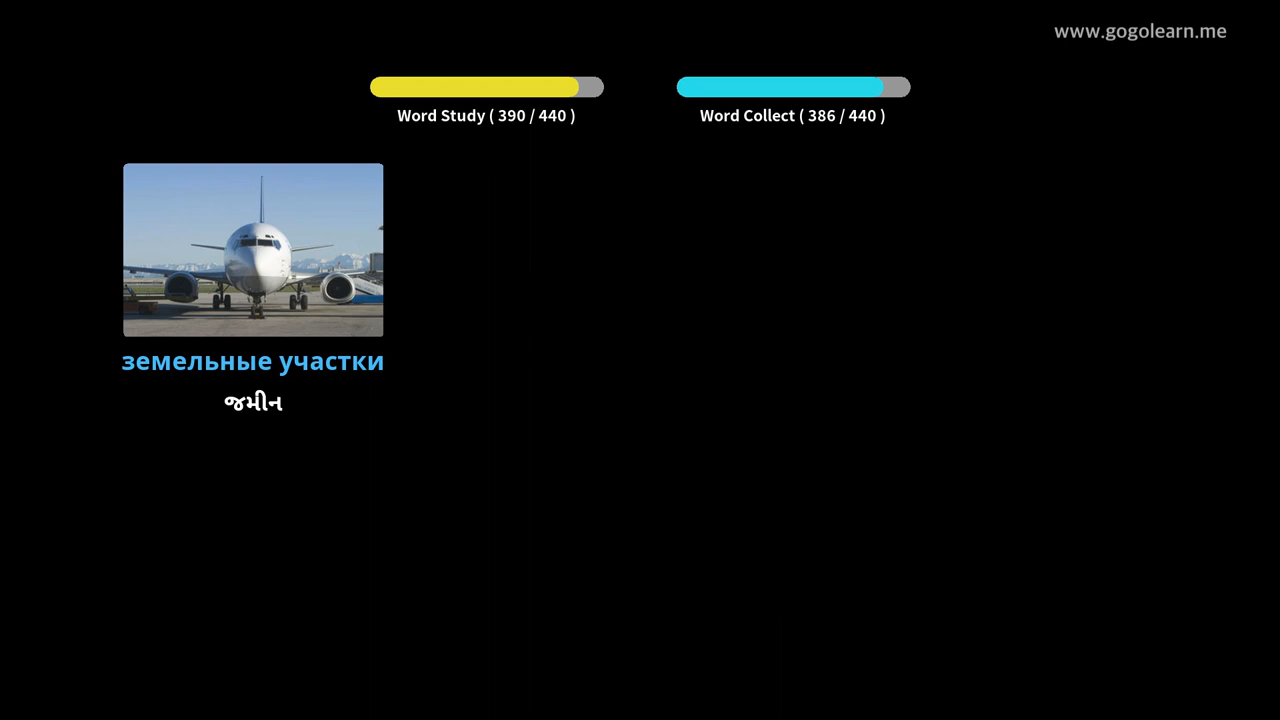 www.gogolearn.me
Word Study ( 390 / 440 )
Word Collect ( 386 / 440 )
земельные участки
જમીન